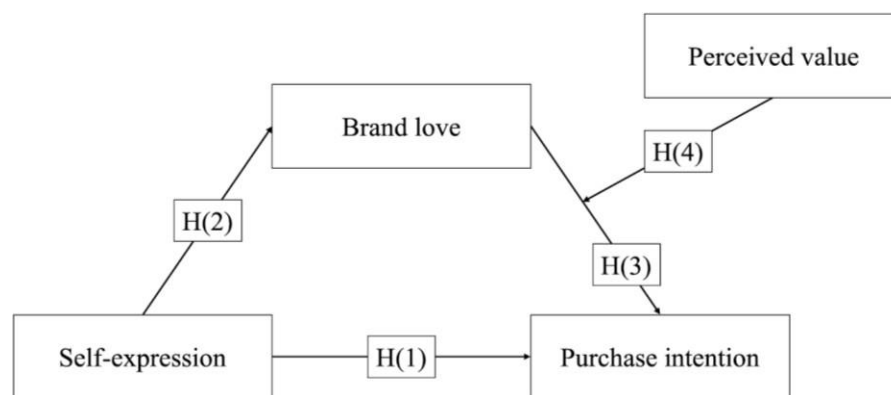 Perceived value
Brand love
H(4)
H(2)
H(3)
Self-expression
H(1)
Purchase intention